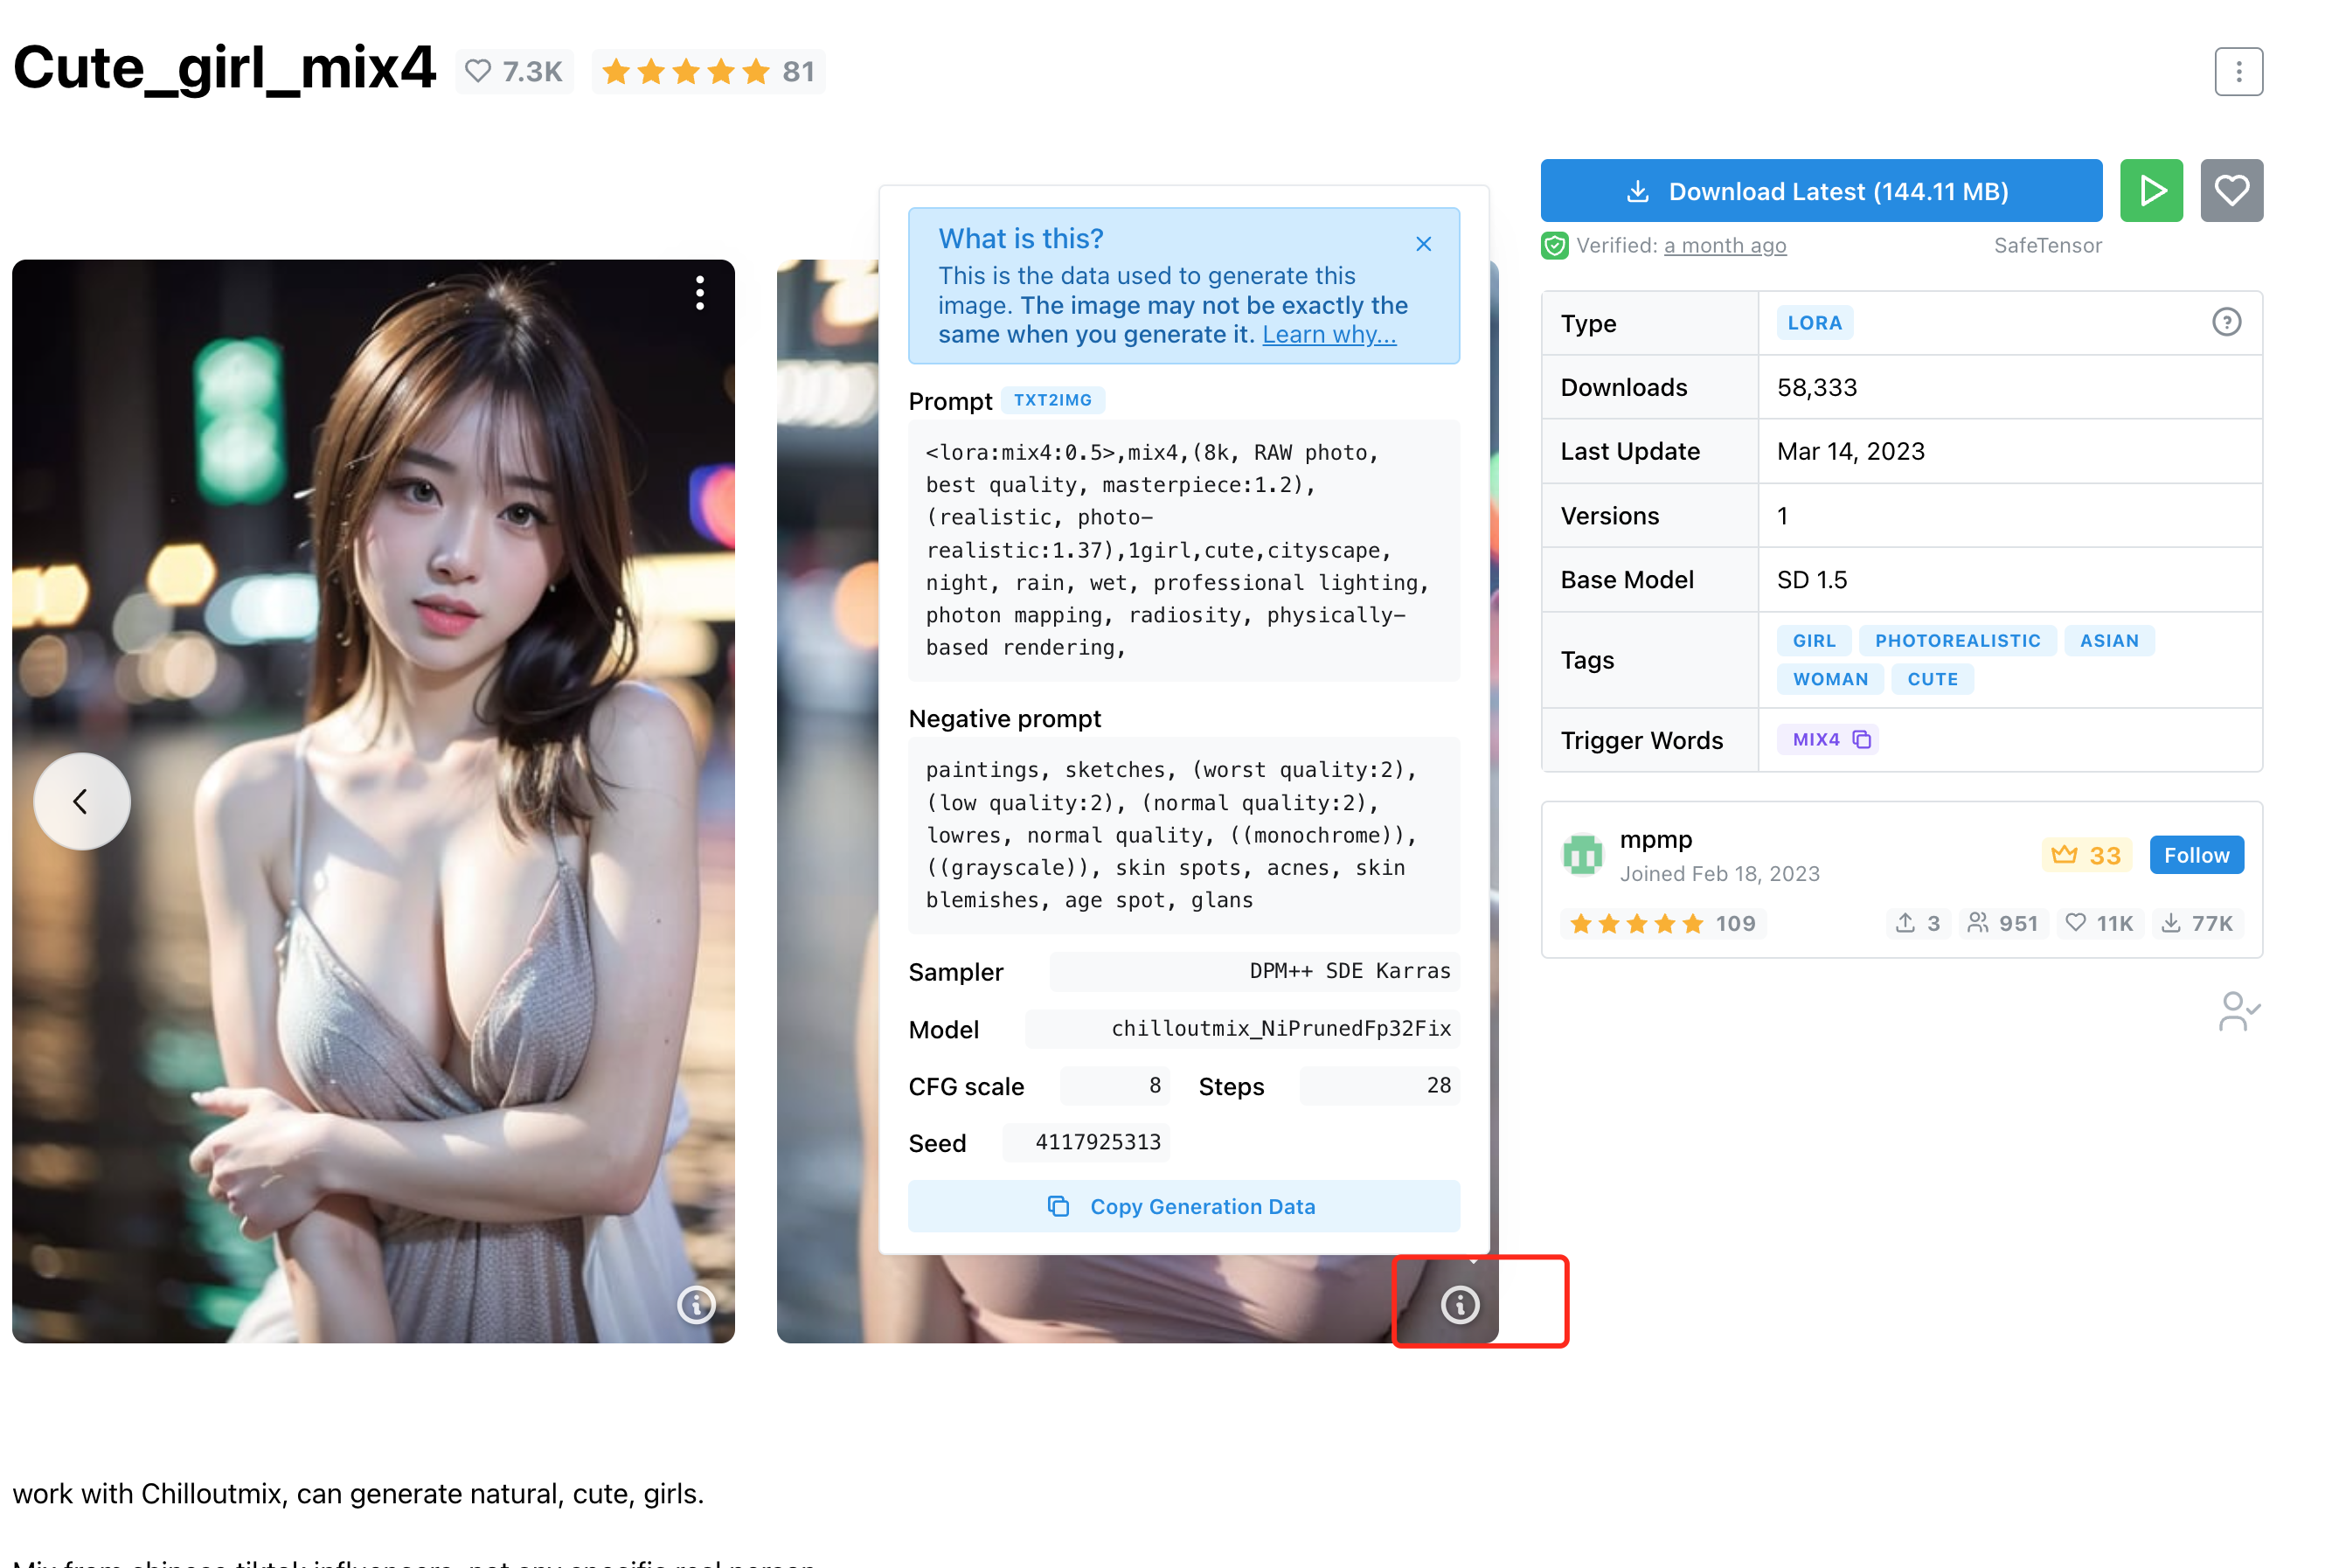 Cute_girl_mix4 7.3K 81
Download Latest (144.11 MB)
Verified: a month ago SafeTensor
What is this?
This is the data used to generate this
image. The image may not be exactly the
same when you generate it. Learn why...
Prompt TXT2IMG
<lora:mix4:0.5>,mix4,(8k, RAW photo,
best quality, masterpiece:1.2),
(realistic, photo-
realistic:1.37),1girl,cute,cityscape,
night, rain, wet, professional lighting,
photon mapping, radiosity, physically-
based rendering,
Negative prompt
paintings, sketches, (worst quality:2),
(low quality:2), (normal quality:2),
lowres, normal quality, ((monochrome)),
((grayscale)), skin spots, acnes, skin
blemishes, age spot, glans
Sampler DPM++ SDE Karras
Model chilloutmix_NiPrunedFp32Fix
CFG scale 8 Steps 28
Seed 4117925313
Copy Generation Data
Type LORA
Downloads 58,333
Last Update Mar 14, 2023
Versions 1
Base Model SD 1.5
Tags GIRL PHOTOREALISTIC ASIAN
WOMAN CUTE
Trigger Words MIX4
mpmp 33 Follow
Joined Feb 18, 2023
109 3 951 11K 77K
work with Chilloutmix, can generate natural, cute, girls.